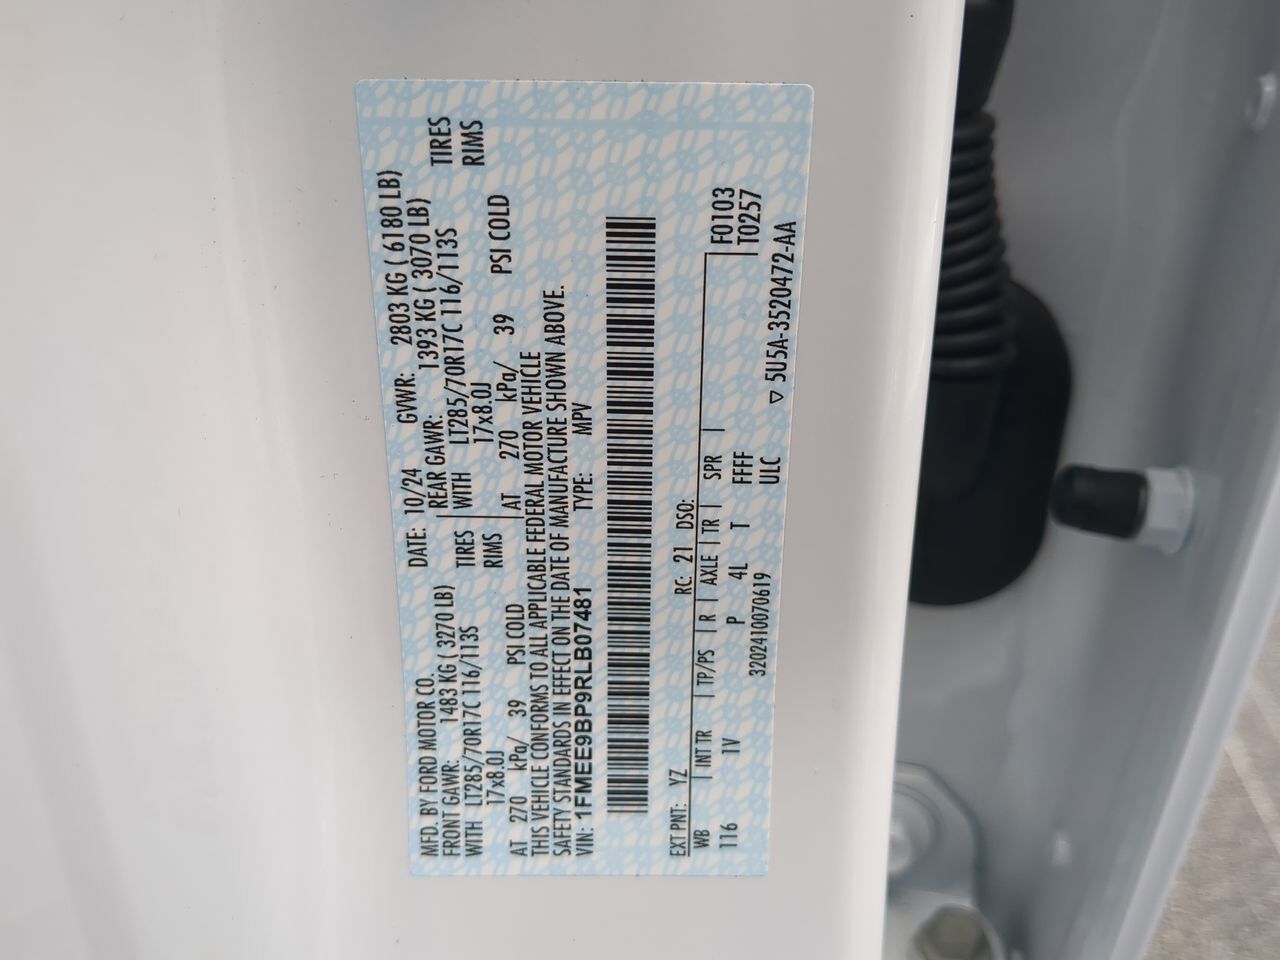 MFD. BY FORD MOTOR CO. DATE: 10/24 GVWR: 2803 KG ( 6180 LB)
FRONT GAWR: 1483 KG ( 3270 LB) REAR GAWR: 1393 KG ( 3070 LB)
WITH LT285/70R17C 116/113S TIRES WITH LT285/70R17C 116/113S TIRES
17x8.0J RIMS 17x8.0J RIMS
AT 270 kPa/ 39 PSI COLD AT 270 kPa/ 39 PSI COLD
THIS VEHICLE CONFORMS TO ALL APPLICABLE FEDERAL MOTOR VEHICLE
SAFETY STANDARDS IN EFFECT ON THE DATE OF MANUFACTURE SHOWN ABOVE.
VIN: 1FMEE9BP9RLB07481 TYPE: MPV
EXT PNT: YZ RC: 21 DSO:
WB INT TR TP/PS R AXLE TR SPR F0103
116 1V P 4L T FFFF T0257
3202410070619 ULC
▽ 5U5A-3520472-AA